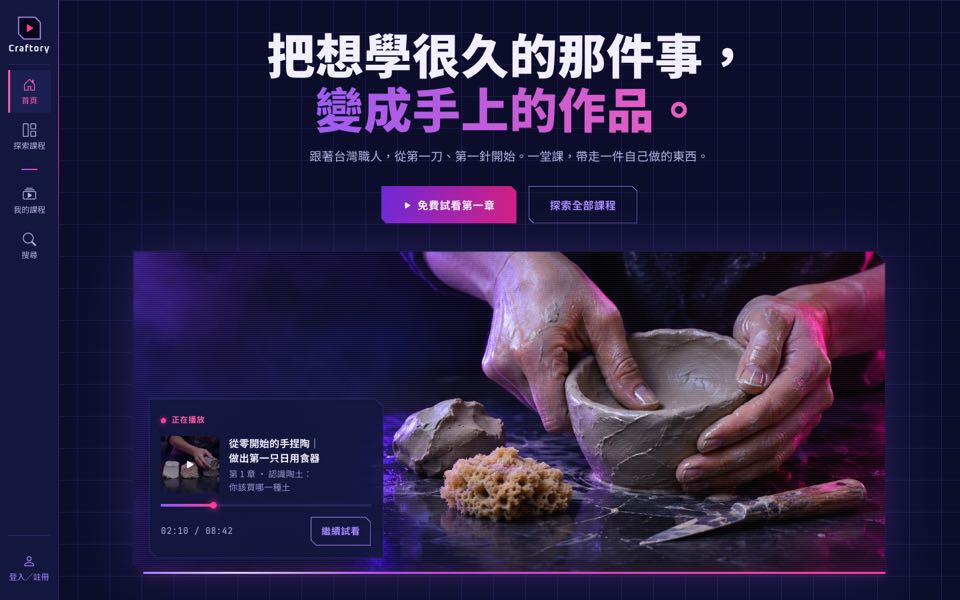 Craftory
首頁
探索課程
我的課程
搜尋
登入／註冊
把想學很久的那件事，
變成手上的作品。
跟著台灣職人，從第一刀、第一針開始。一堂課，帶走一件自己做的東西。
免費試看第一章
探索全部課程
正在播放
從零開始的手捏陶｜
做出第一只日用食器
第 1 章・認識陶土：
你該買哪一種土
02:10 / 08:42
繼續試看